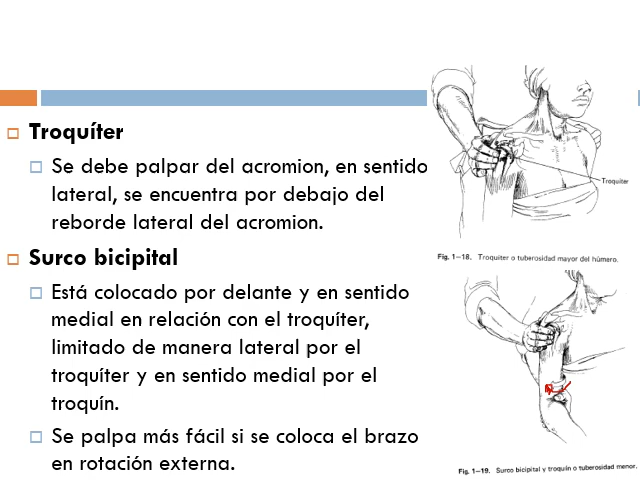 Troquíter
Se debe palpar del acromion, en sentido
lateral, se encuentra por debajo del
reborde lateral del acromion.
Surco bicipital
Está colocado por delante y en sentido
medial en relación con el troquíter,
limitado de manera lateral por el
troquíter y en sentido medial por el
troquín.
Se palpa más fácil si se coloca el brazo
en rotación externa.
Troquiter
Fig. 1–18. Troquiter o tuberosidad mayor del húmero.
Fig. 1–19. Surco bicipital y troquín o tuberosidad menor.